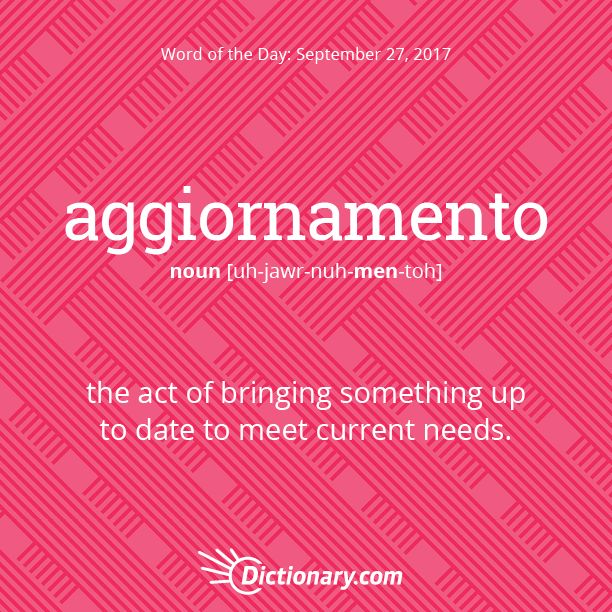 Word of the Day: September 27, 2017
aggiornamento
noun [uh-jawr-nuh-men-toh]
the act of bringing something up
to date to meet current needs.
Dictionary.com